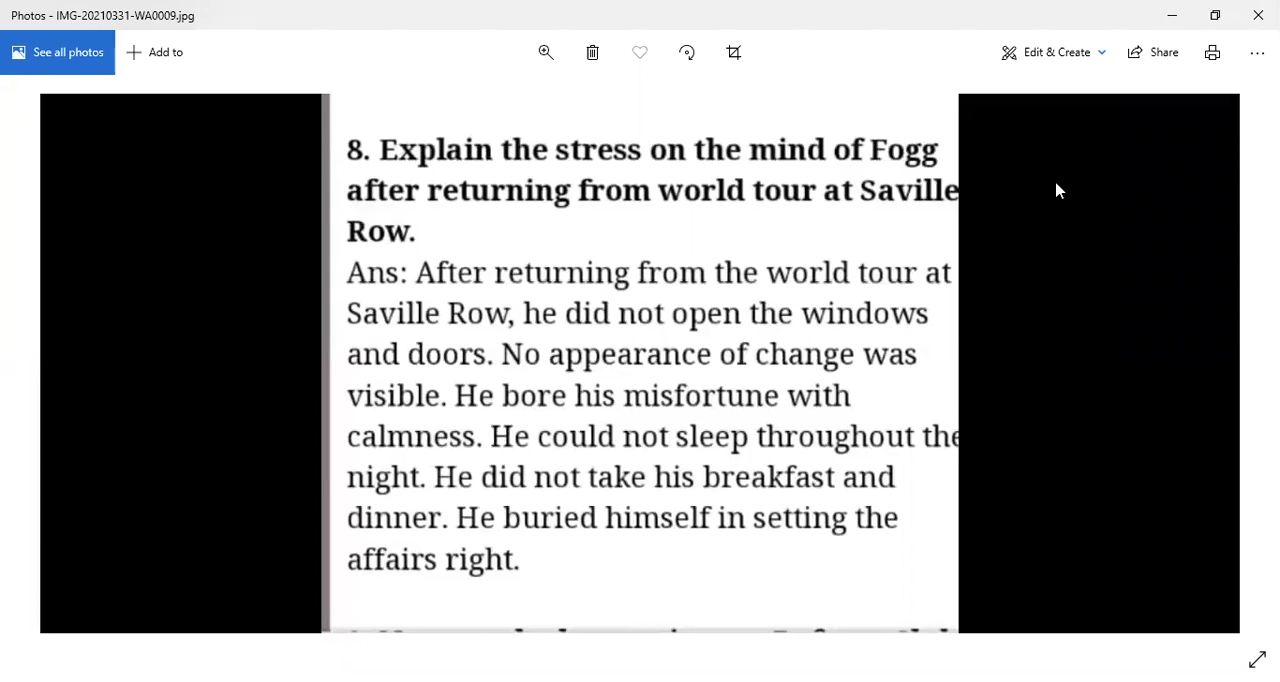 Photos - IMG-20210331-WA0009.jpg
See all photos
Add to
Edit & Create
Share
8. Explain the stress on the mind of Fogg
after returning from world tour at Saville
Row.
Ans: After returning from the world tour at
Saville Row, he did not open the windows
and doors. No appearance of change was
visible. He bore his misfortune with
calmness. He could not sleep throughout the
night. He did not take his breakfast and
dinner. He buried himself in setting the
affairs right.